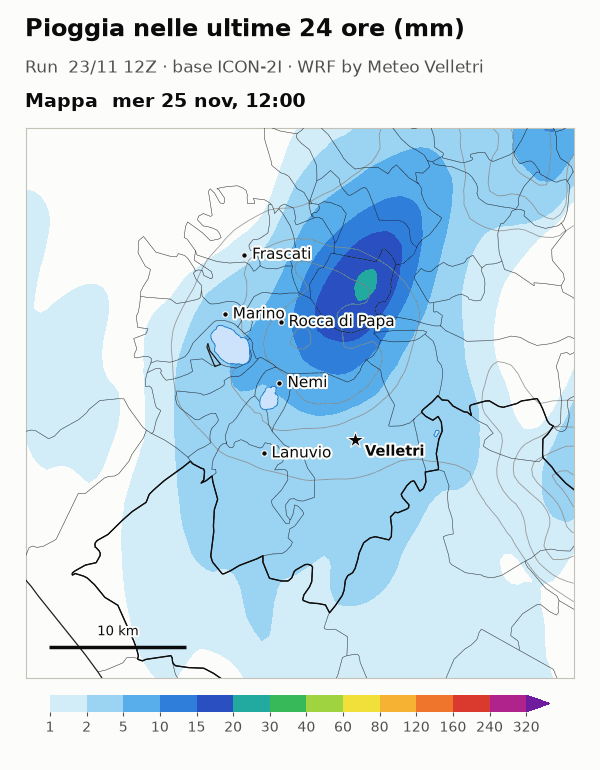 Pioggia nelle ultime 24 ore (mm)
Run  23/11 12Z · base ICON-2I · WRF by Meteo Velletri
Mappa  mer 25 nov, 12:00
Frascati
Marino
Rocca di Papa
Nemi
Velletri
Lanuvio
10 km
1 2 5 10 15 20 30 40 60 80 120 160 240 320